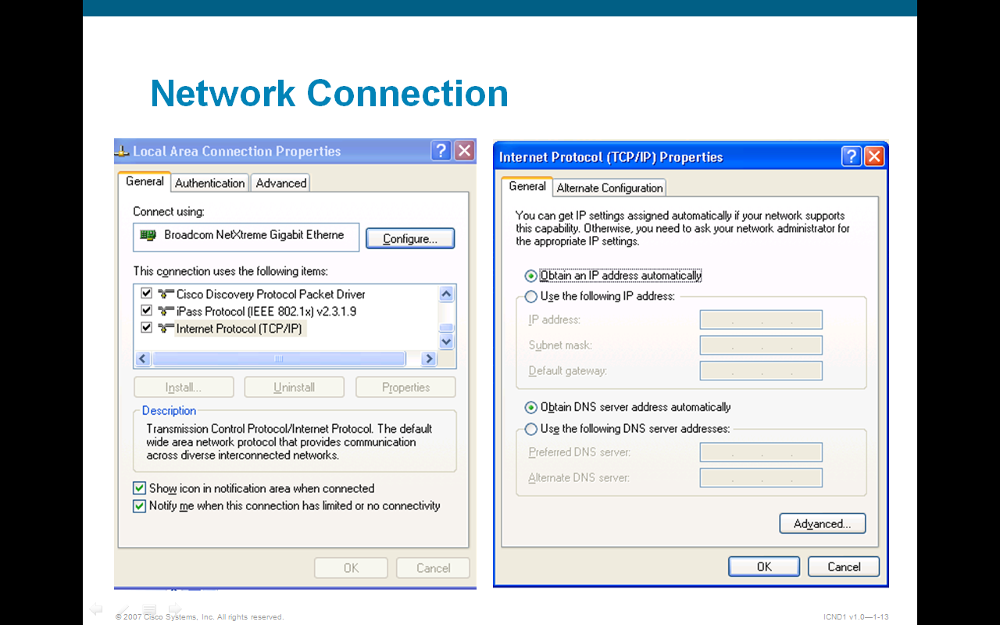 Network Connection
Local Area Connection Properties
General
Authentication
Advanced
Connect using:
Broadcom NetXtreme Gigabit Etherne
Configure...
This connection uses the following items:
Cisco Discovery Protocol Packet Driver
iPass Protocol (IEEE 802.1x) v2.3.1.9
Internet Protocol (TCP/IP)
Install...
Uninstall
Properties
Description
Transmission Control Protocol/Internet Protocol. The default
wide area network protocol that provides communication
across diverse interconnected networks.
Show icon in notification area when connected
Notify me when this connection has limited or no connectivity
OK
Cancel
Internet Protocol (TCP/IP) Properties
General
Alternate Configuration
You can get IP settings assigned automatically if your network supports
this capability. Otherwise, you need to ask your network administrator for
the appropriate IP settings.
Obtain an IP address automatically
Use the following IP address:
IP address:
Subnet mask:
Default gateway:
Obtain DNS server address automatically
Use the following DNS server addresses:
Preferred DNS server:
Alternate DNS server:
Advanced...
OK
Cancel
© 2007 Cisco Systems, Inc. All rights reserved.
ICND1 v1.0—1-13